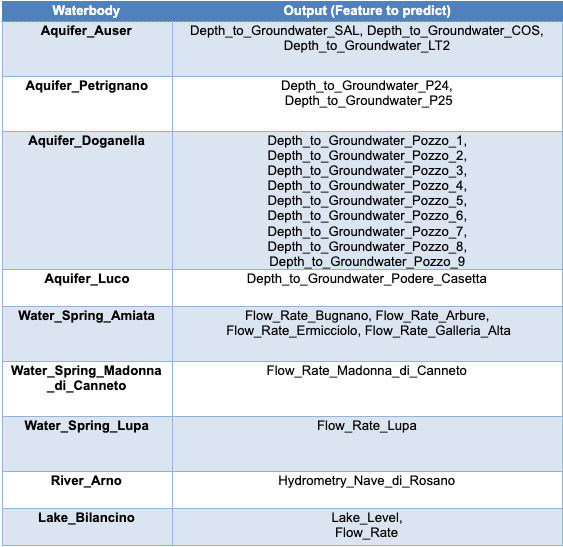 Waterbody Output (Feature to predict)
Aquifer_Auser Depth_to_Groundwater_SAL, Depth_to_Groundwater_COS,
Depth_to_Groundwater_LT2
Aquifer_Petrignano Depth_to_Groundwater_P24,
Depth_to_Groundwater_P25
Aquifer_Doganella Depth_to_Groundwater_Pozzo_1,
Depth_to_Groundwater_Pozzo_2,
Depth_to_Groundwater_Pozzo_3,
Depth_to_Groundwater_Pozzo_4,
Depth_to_Groundwater_Pozzo_5,
Depth_to_Groundwater_Pozzo_6,
Depth_to_Groundwater_Pozzo_7,
Depth_to_Groundwater_Pozzo_8,
Depth_to_Groundwater_Pozzo_9
Aquifer_Luco Depth_to_Groundwater_Podere_Casetta
Water_Spring_Amiata Flow_Rate_Bugnano, Flow_Rate_Arbure,
Flow_Rate_Ermicciolo, Flow_Rate_Galleria_Alta
Water_Spring_Madonna Flow_Rate_Madonna_di_Canneto
_di_Canneto
Water_Spring_Lupa Flow_Rate_Lupa
River_Arno Hydrometry_Nave_di_Rosano
Lake_Bilancino Lake_Level,
Flow_Rate